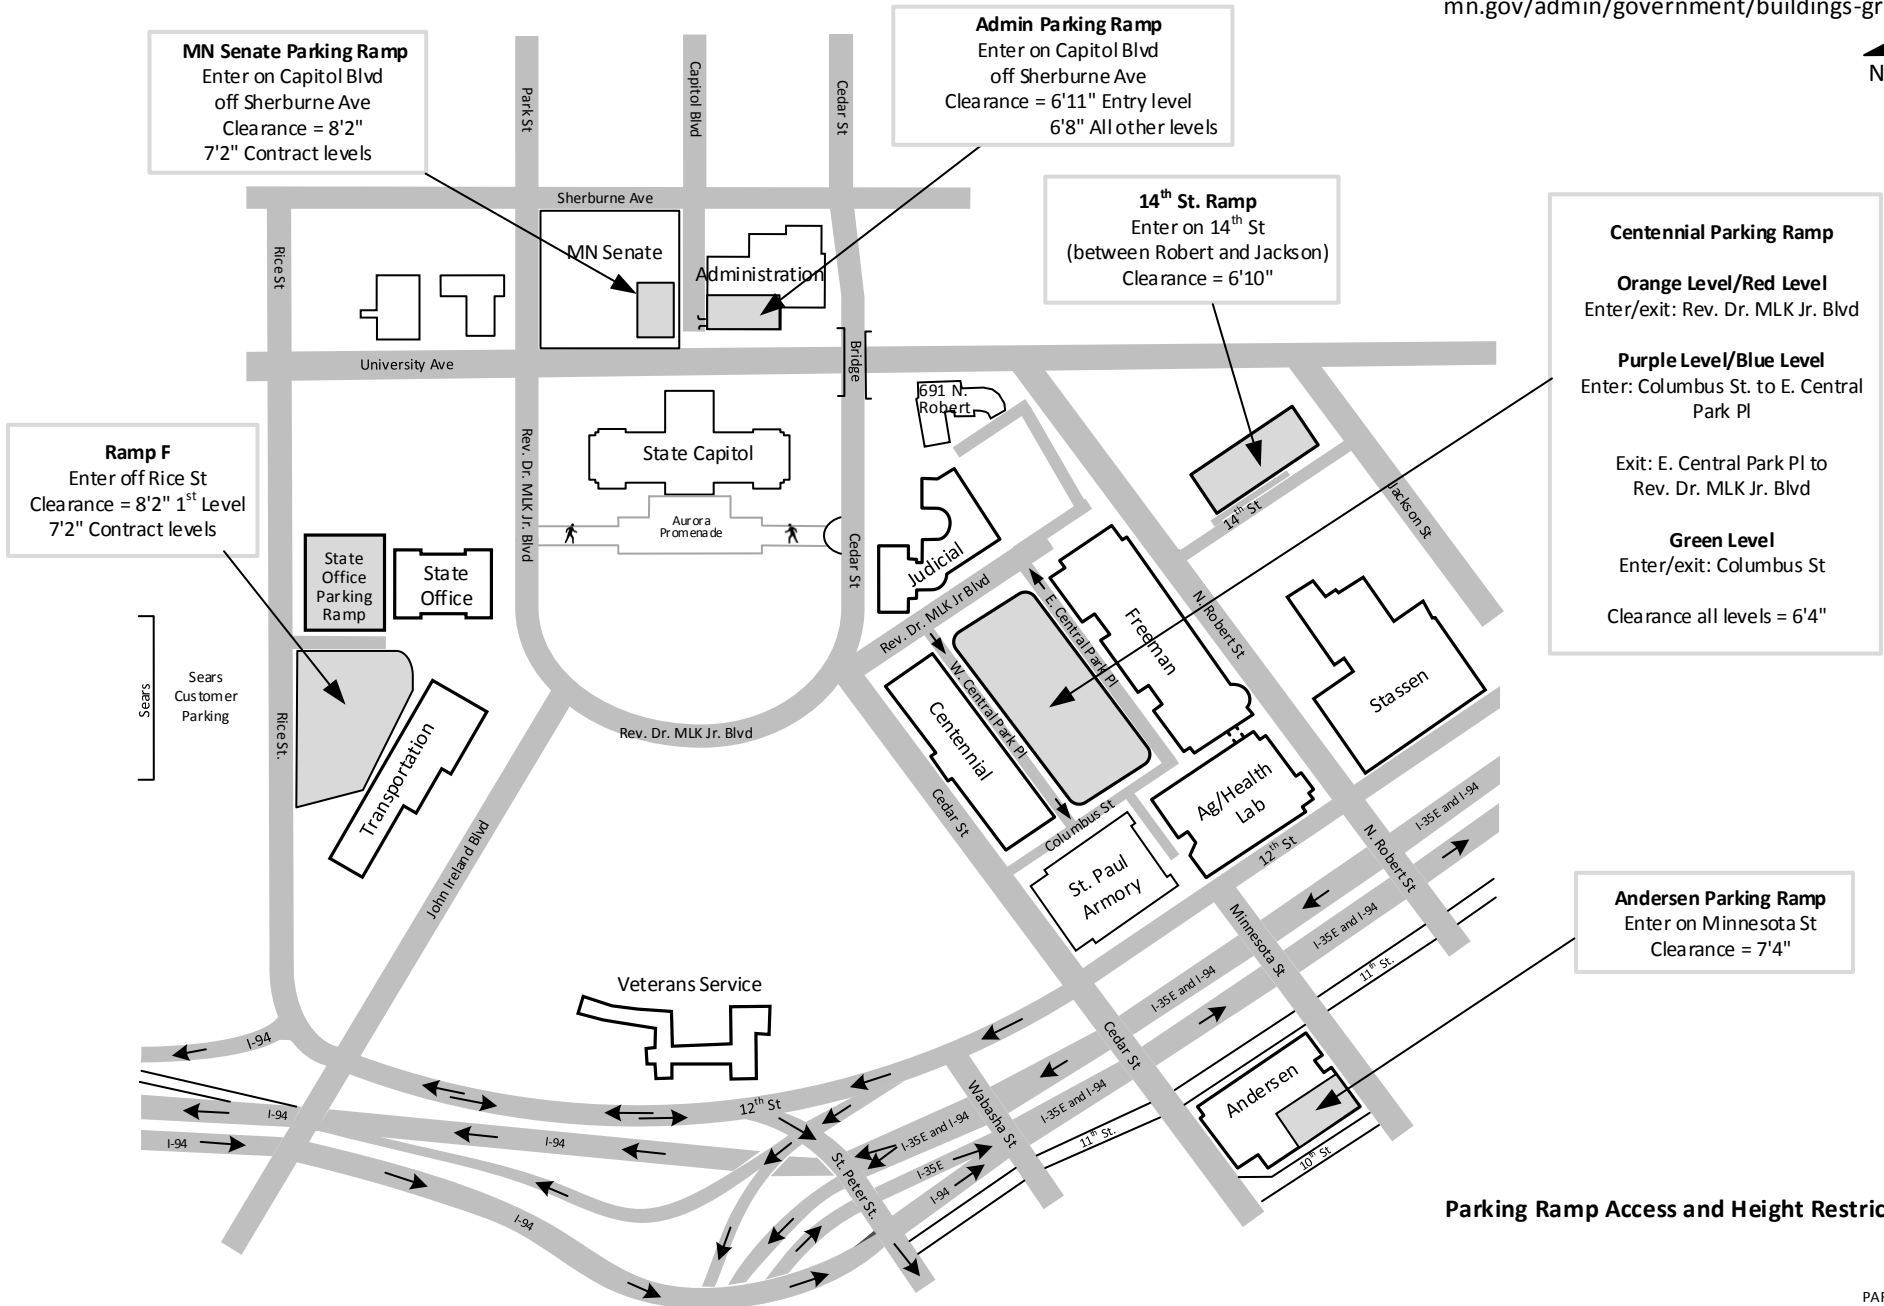 mn.gov/admin/government/buildings-gr
N
MN Senate Parking Ramp
Enter on Capitol Blvd
off Sherburne Ave
Clearance = 8'2"
7'2" Contract levels
Admin Parking Ramp
Enter on Capitol Blvd
off Sherburne Ave
Clearance = 6'11" Entry level
6'8" All other levels
14th St. Ramp
Enter on 14th St
(between Robert and Jackson)
Clearance = 6'10"
Centennial Parking Ramp
Orange Level/Red Level
Enter/exit: Rev. Dr. MLK Jr. Blvd
Purple Level/Blue Level
Enter: Columbus St. to E. Central
Park Pl
Exit: E. Central Park Pl to
Rev. Dr. MLK Jr. Blvd
Green Level
Enter/exit: Columbus St
Clearance all levels = 6'4"
Ramp F
Enter off Rice St
Clearance = 8'2" 1st Level
7'2" Contract levels
Andersen Parking Ramp
Enter on Minnesota St
Clearance = 7'4"
Park St
Capitol Blvd
Cedar St
Sherburne Ave
Rice St
MN Senate
Administration
University Ave
Bridge
691 N.
Robert
Rev. Dr. MLK Jr. Blvd
State Capitol
Aurora
Promenade
Cedar St
Judicial
14th St
Jackson St
State
Office
Parking
Ramp
State
Office
Rev. Dr. MLK Jr Blvd
E. Central Park Pl
W. Central Park Pl
Freeman
N. Robert St
Stassen
Sears
Sears
Customer
Parking
Rice St.
Transportation
Rev. Dr. MLK Jr. Blvd
Centennial
Cedar St
Columbus St
Ag/Health
Lab
St. Paul
Armory
12th St
N. Robert St
I-35E and I-94
I-35E and I-94
John Ireland Blvd
Minnesota St
11th St.
Veterans Service
I-35E and I-94
Cedar St
I-94
12th St
I-94
I-94
I-94
I-35E and I-94
I-35E and I-94
Wabasha St
11th St.
I-35E
I-94
St. Peter St.
I-94
Andersen
10th St
Parking Ramp Access and Height Restric
PAR